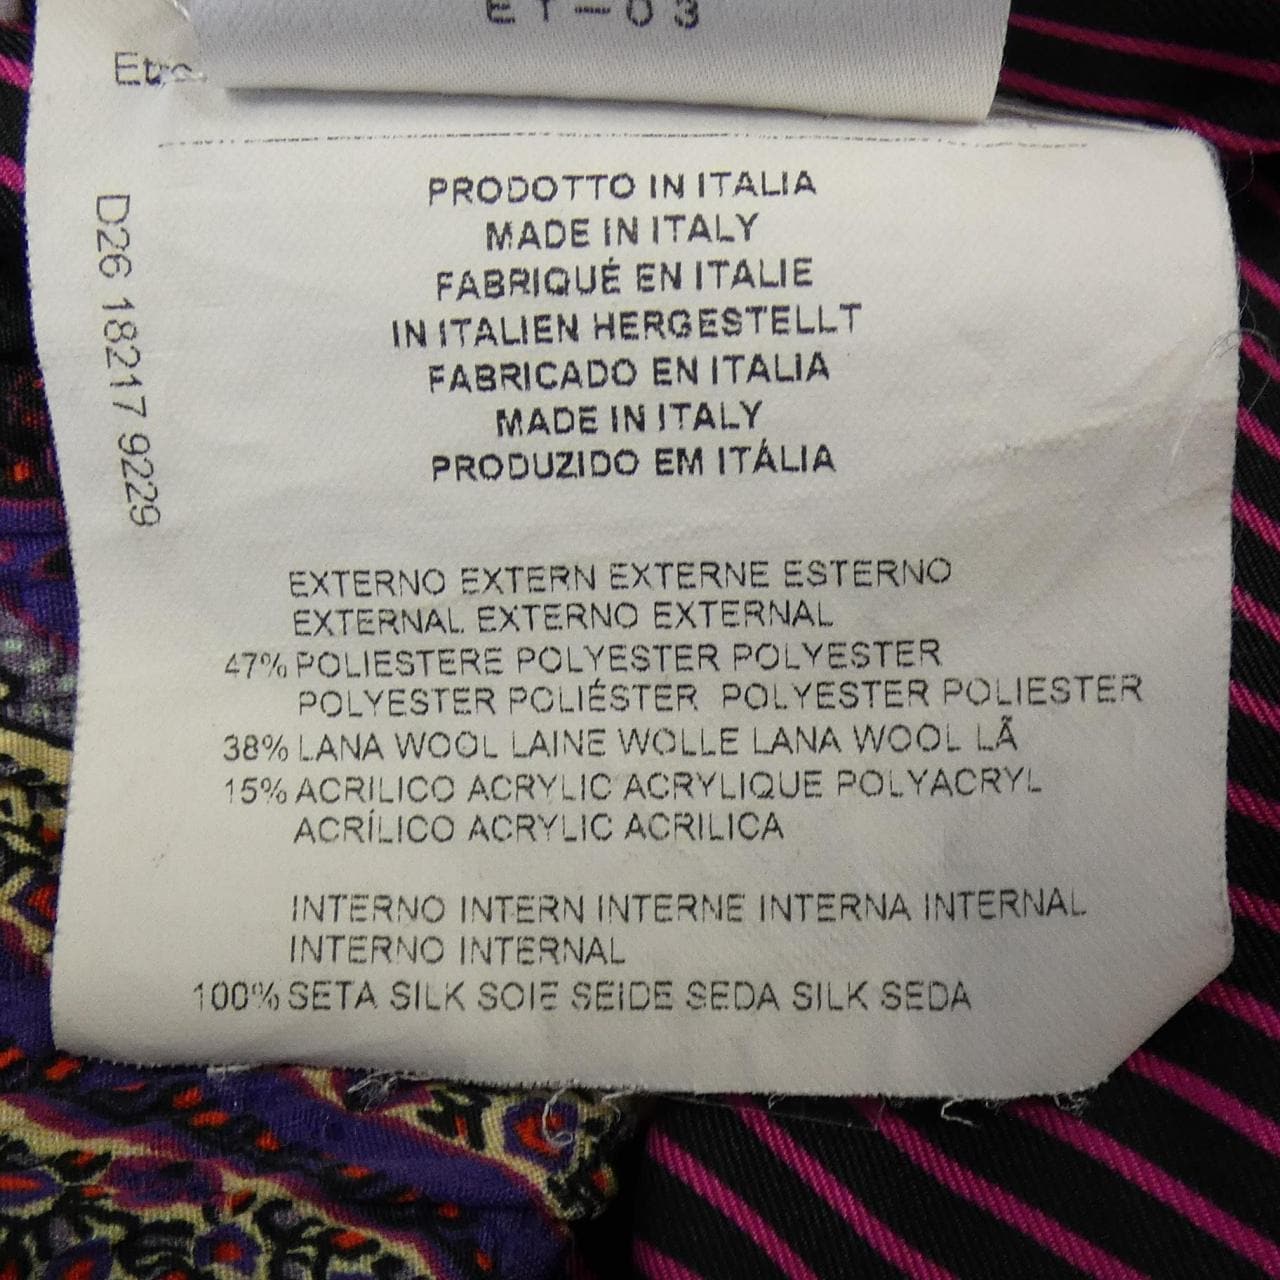 ET-03
Etro
PRODOTTO IN ITALIA
MADE IN ITALY
FABRIQUÉ EN ITALIE
IN ITALIEN HERGESTELLT
FABRICADO EN ITALIA
MADE IN ITALY
PRODUZIDO EM ITÁLIA
D26 18217 9229
EXTERNO EXTERN EXTERNE ESTERNO
EXTERNAL EXTERNO EXTERNAL
47% POLIESTERE POLYESTER POLYESTER
POLYESTER POLIÉSTER POLYESTER POLIESTER
38% LANA WOOL LAINE WOLLE LANA WOOL LÃ
15% ACRILICO ACRYLIC ACRYLIQUE POLYACRYL
ACRÍLICO ACRYLIC ACRILICA
INTERNO INTERN INTERNE INTERNA INTERNAL
INTERNO INTERNAL
100% SETA SILK SOIE SEIDE SEDA SILK SEDA